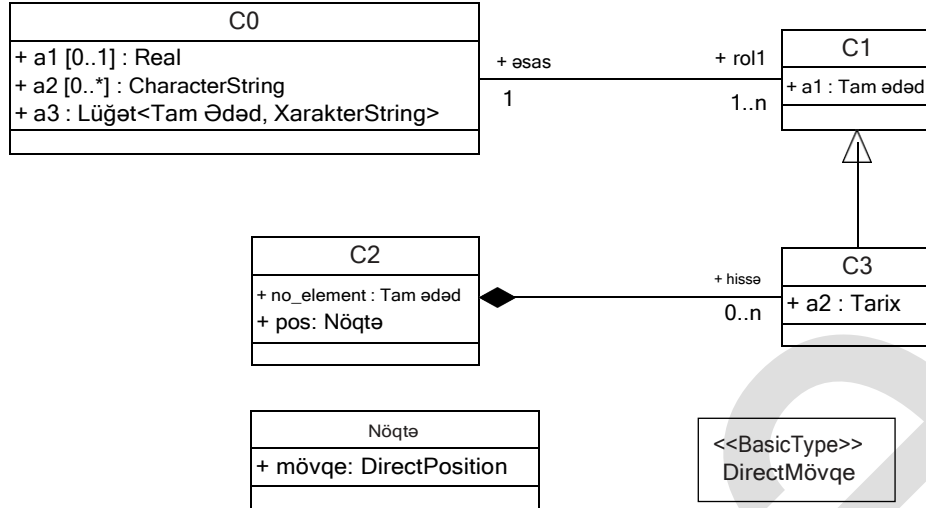 C0
+ a1 [0..1] : Real
+ a2 [0..*] : CharacterString
+ a3 : Lüğət<Tam Ədəd, XarakterString>
+ əsas
1
+ rol1
1..n
C1
+ a1 : Tam ədəd
C2
+ no_element : Tam ədəd
+ pos: Nöqtə
+ hissə
0..n
C3
+ a2 : Tarix
Nöqtə
+ mövqe: DirectPosition
<<BasicType>>
DirectMövqe